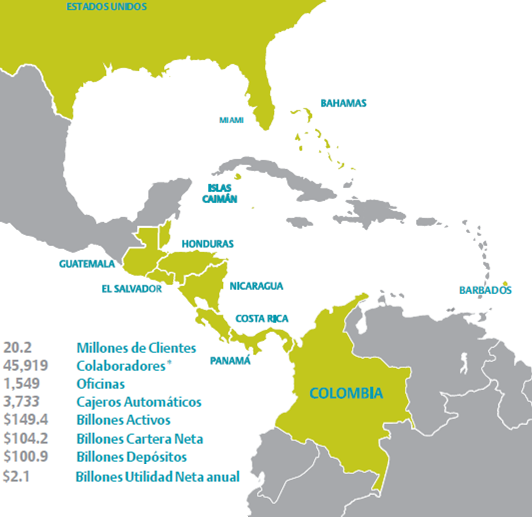 ESTADOS UNIDOS
BAHAMAS
MIAMI
ISLAS
CAIMÁN
HONDURAS
GUATEMALA
EL SALVADOR
NICARAGUA
BARBADOS
COSTA RICA
PANAMÁ
COLOMBÍA
20.2 Millones de Clientes
45,919 Colaboradores*
1,549 Oficinas
3,733 Cajeros Automáticos
$149.4 Billones Activos
$104.2 Billones Cartera Neta
$100.9 Billones Depósitos
$2.1 Billones Utilidad Neta anual